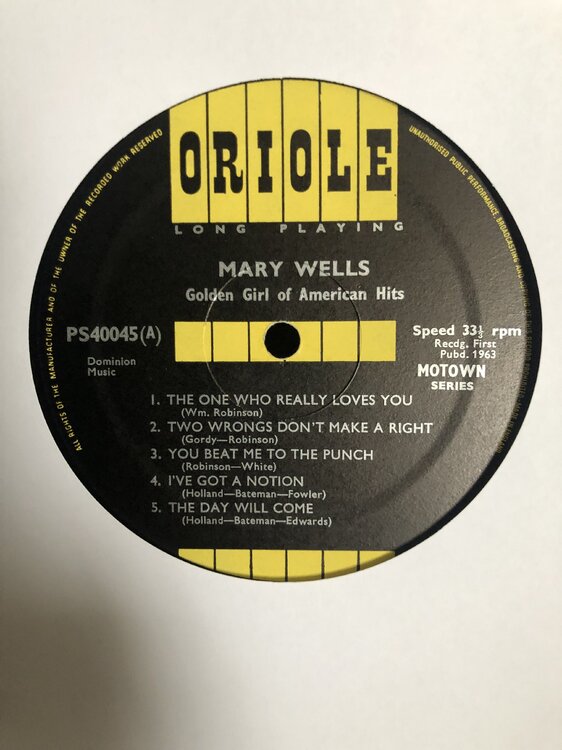 ORIOLE
LONG PLAYING
MARY WELLS
Golden Girl of American Hits
PS40045(A)
Dominion
Music
Speed 33⅓ rpm
Recdg. First
Pubd. 1963
MOTOWN
SERIES
1. THE ONE WHO REALLY LOVES YOU
(Wm. Robinson)
2. TWO WRONGS DON'T MAKE A RIGHT
(Gordy—Robinson)
3. YOU BEAT ME TO THE PUNCH
(Robinson—White)
4. I'VE GOT A NOTION
(Holland—Bateman—Fowler)
5. THE DAY WILL COME
(Holland—Bateman—Edwards)
ALL RIGHTS OF THE MANUFACTURER AND OF THE OWNER OF THE RECORDED WORK RESERVED
UNAUTHORISED PUBLIC PERFORMANCE, BROADCASTING AND